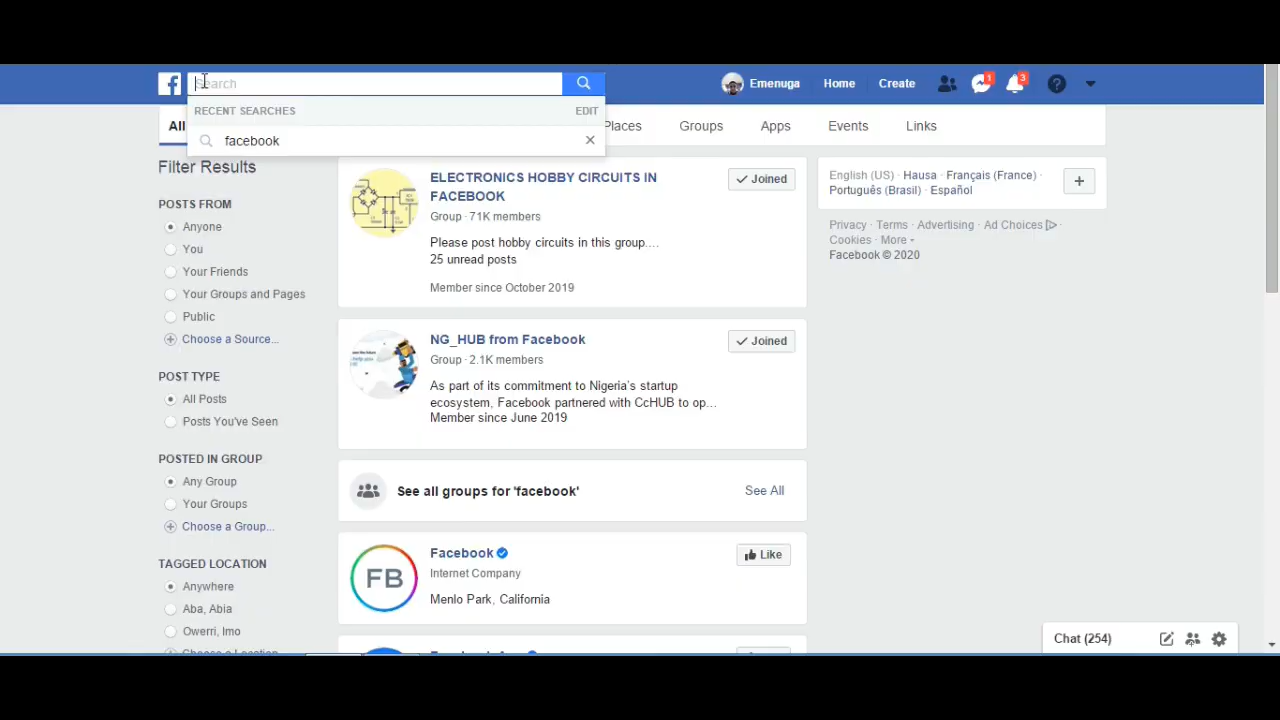 Search
Emenuga
Home
Create
1
3
RECENT SEARCHES
EDIT
facebook
All
Places
Groups
Apps
Events
Links
Filter Results
POSTS FROM
Anyone
You
Your Friends
Your Groups and Pages
Public
Choose a Source...
POST TYPE
All Posts
Posts You've Seen
POSTED IN GROUP
Any Group
Your Groups
Choose a Group...
TAGGED LOCATION
Anywhere
Aba, Abia
Owerri, Imo
ELECTRONICS HOBBY CIRCUITS IN
FACEBOOK
Group · 71K members
Please post hobby circuits in this group....
25 unread posts
Member since October 2019
Joined
NG_HUB from Facebook
Group · 2.1K members
As part of its commitment to Nigeria's startup
ecosystem, Facebook partnered with CcHUB to op...
Member since June 2019
Joined
See all groups for 'facebook'
See All
FB
Facebook
Internet Company
Menlo Park, California
Like
English (US) · Hausa · Français (France) ·
Português (Brasil) · Español
Privacy · Terms · Advertising · Ad Choices ·
Cookies · More
Facebook © 2020
Chat (254)